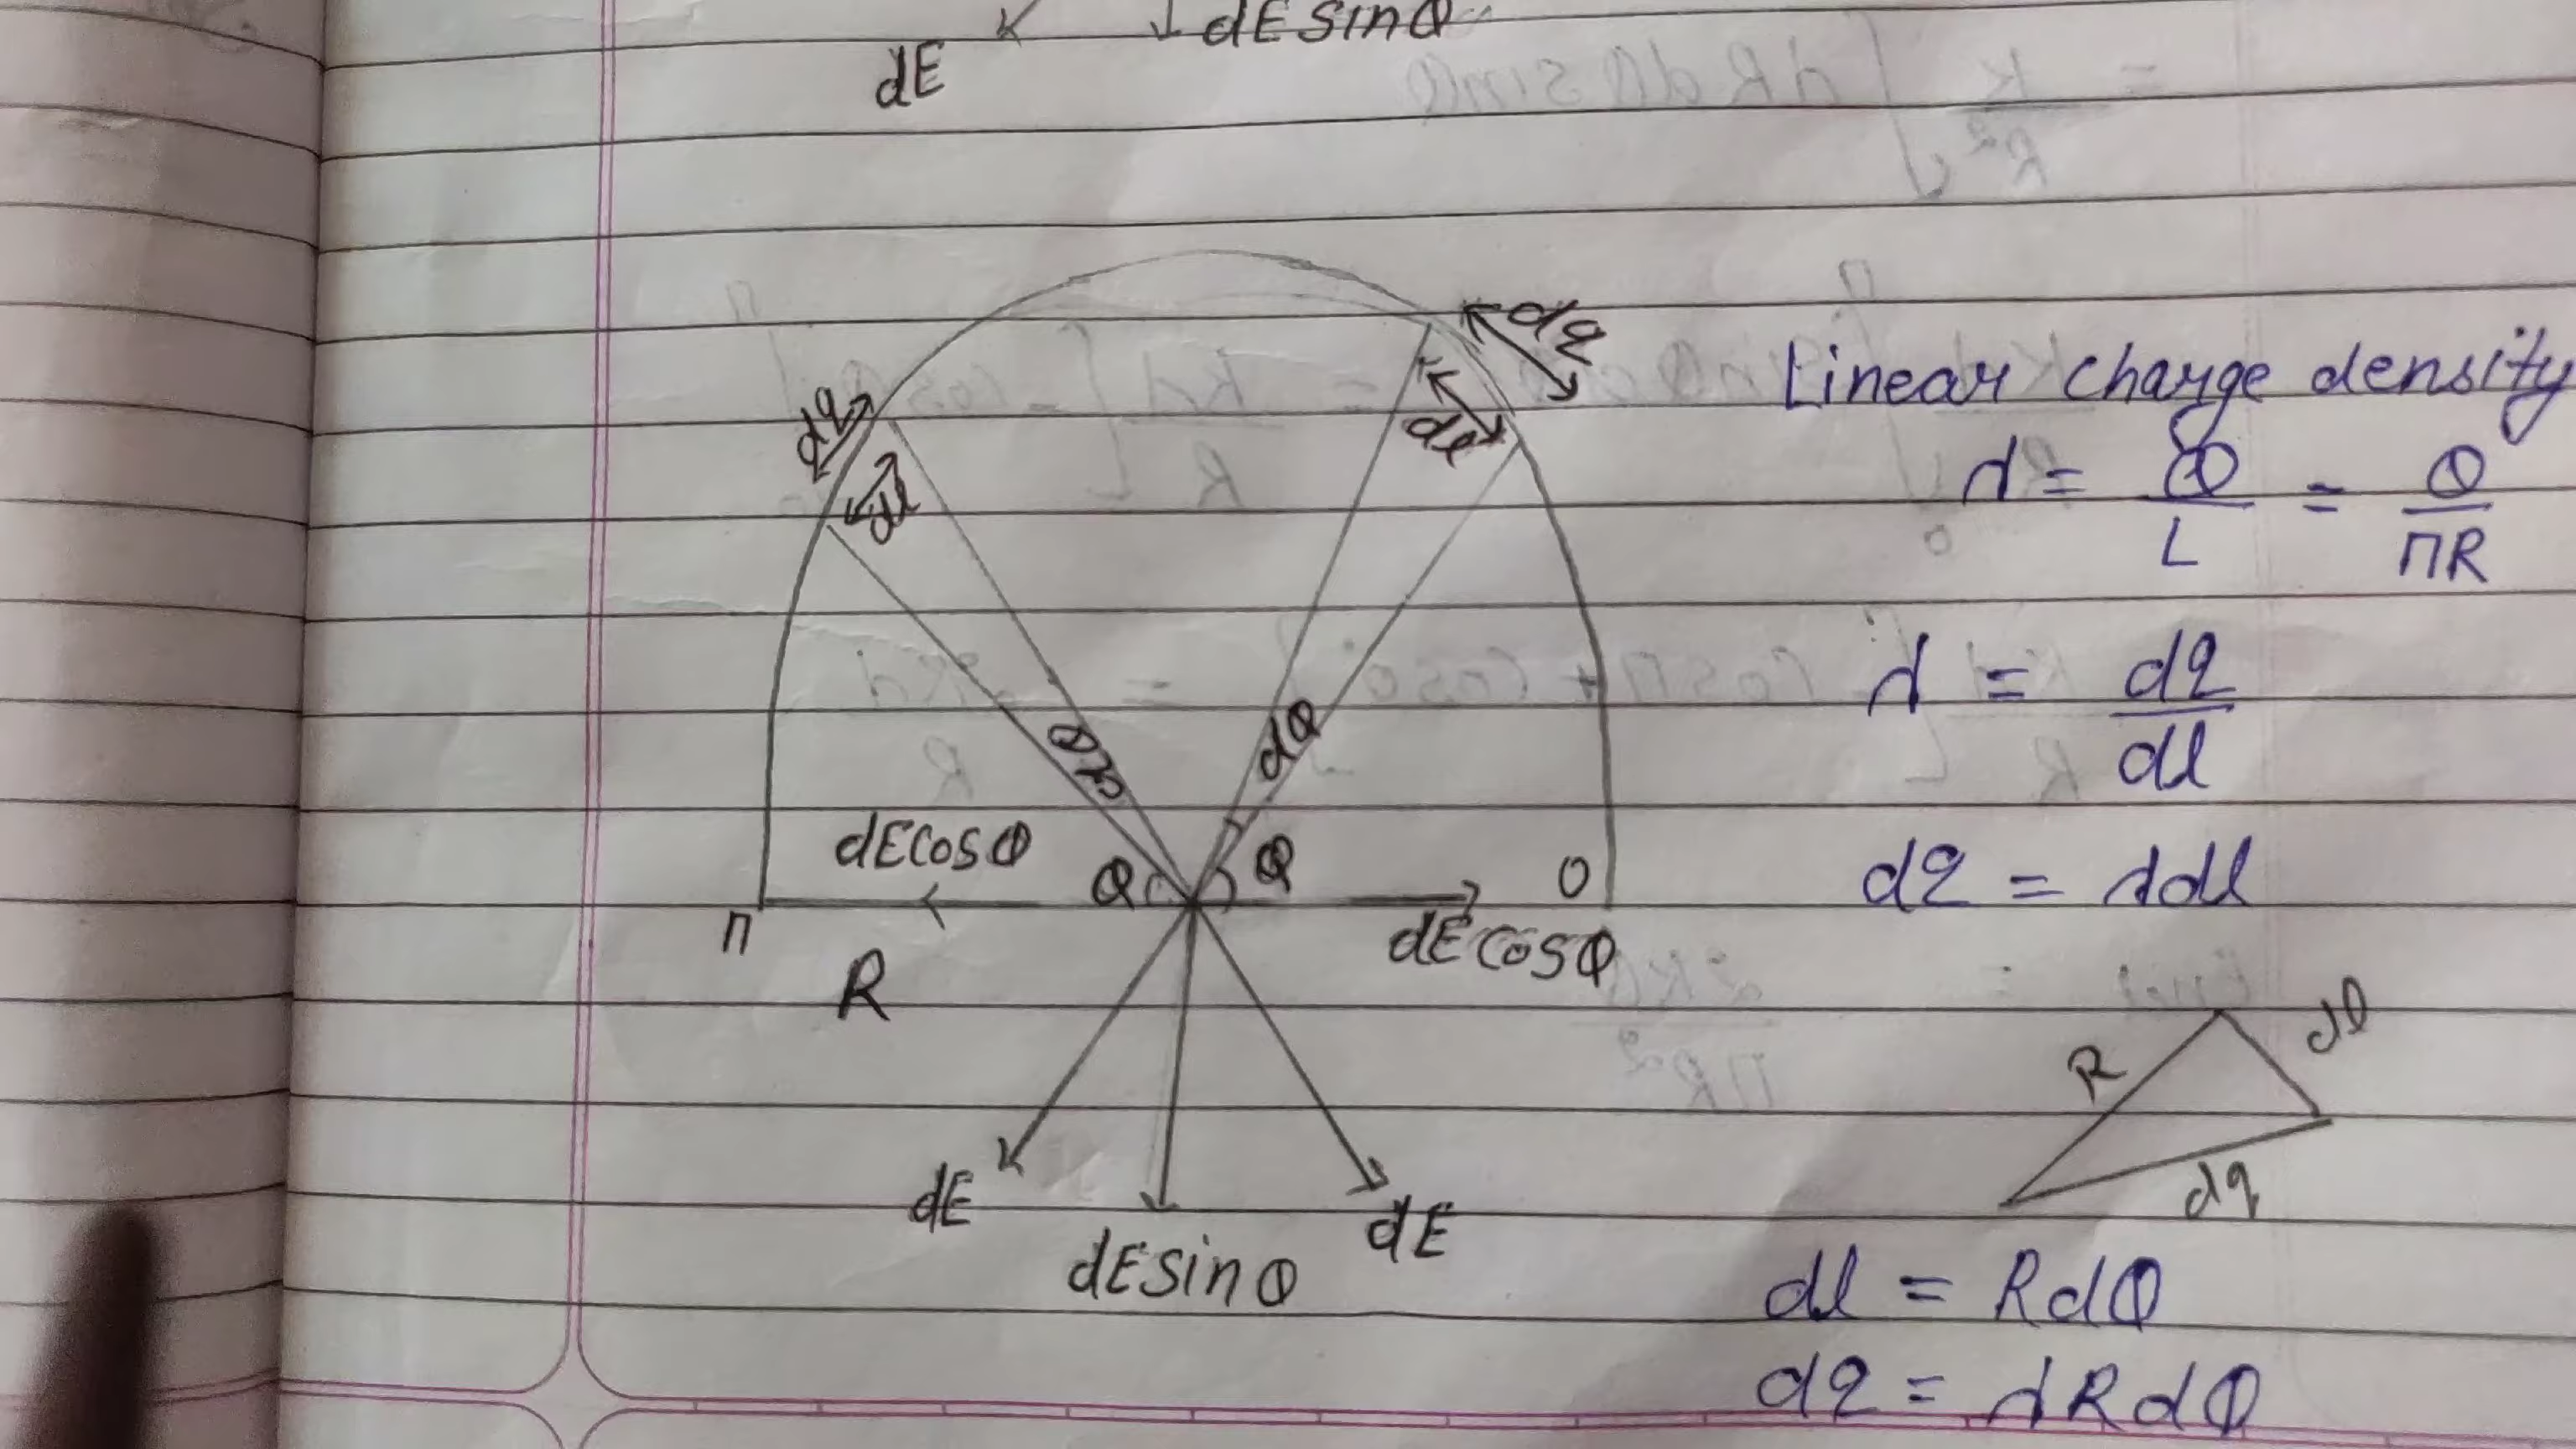 dE sinθ
dE
dq
dl
dq
dl
Linear charge density
λ = Q/L = Q/πR
λ = dq/dl
dθ
dθ
dE cosθ
θ
θ
0
dq = λdl
π
R
dE cosθ
R
dl
dq
dE
dE sinθ
dE
dl = Rdθ
dq = λRdθ